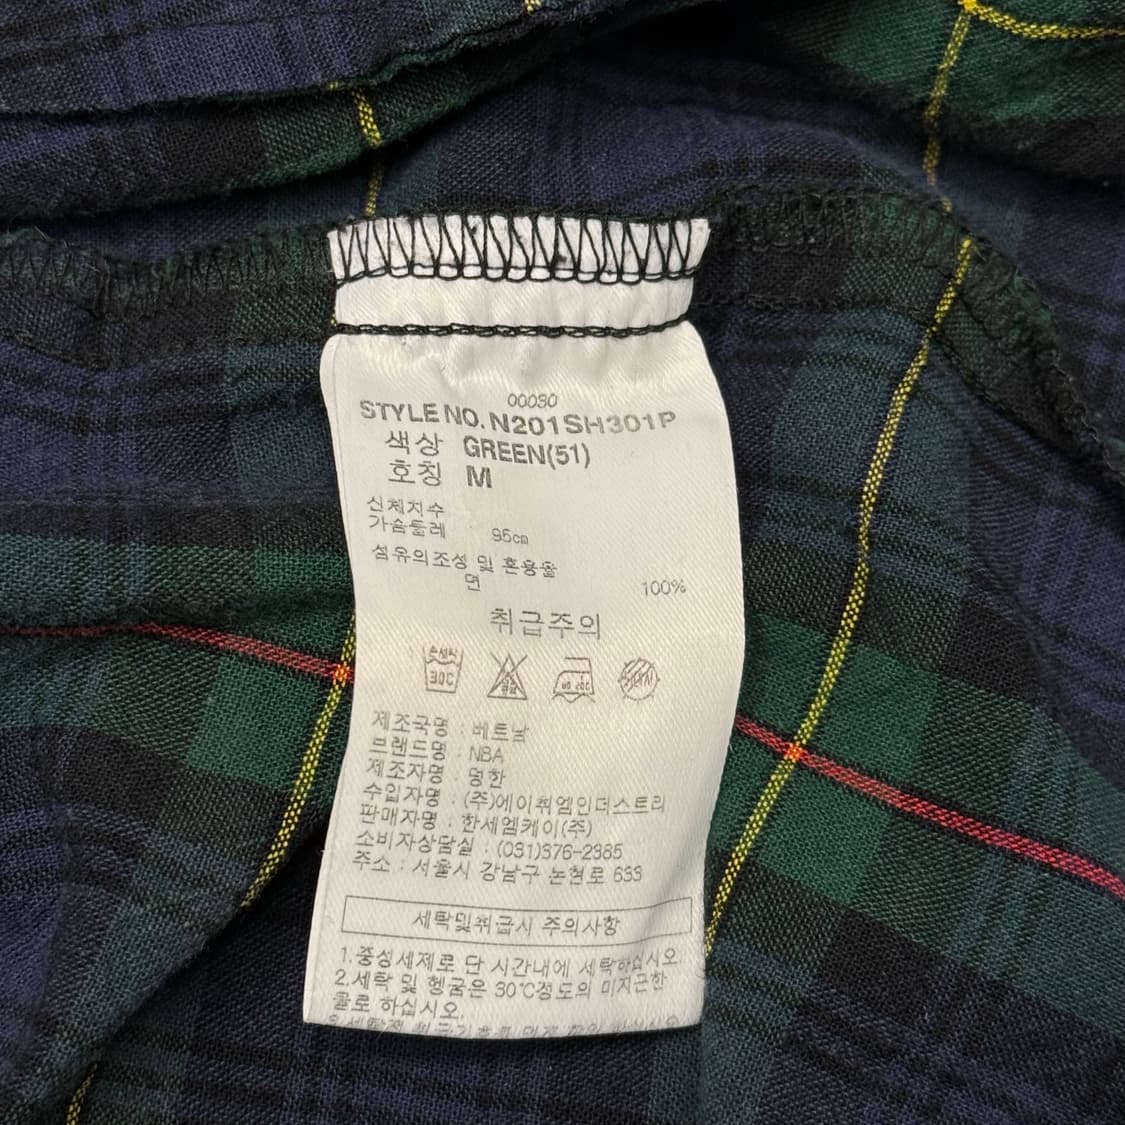 00030
STYLE NO. N201SH301P
색상 GREEN(51)
호칭 M
신체치수
가슴둘레 95cm
섬유의조성 및 혼용율
면 100%
취급주의
손세탁
30C
제조국명 : 베트남
브랜드명 : NBA
제조자명 : 명한
수입자명 : (주)에이취엠인더스트리
판매자명 : 한세엠케이(주)
소비자상담실 : (031)376-2385
주소 : 서울시 강남구 논현로 633
세탁및취급시 주의사항
1.중성세제로 단 시간내에 세탁하십시오.
2.세탁 및 헹굼은 30℃정도의 미지근한
물로 하십시오.